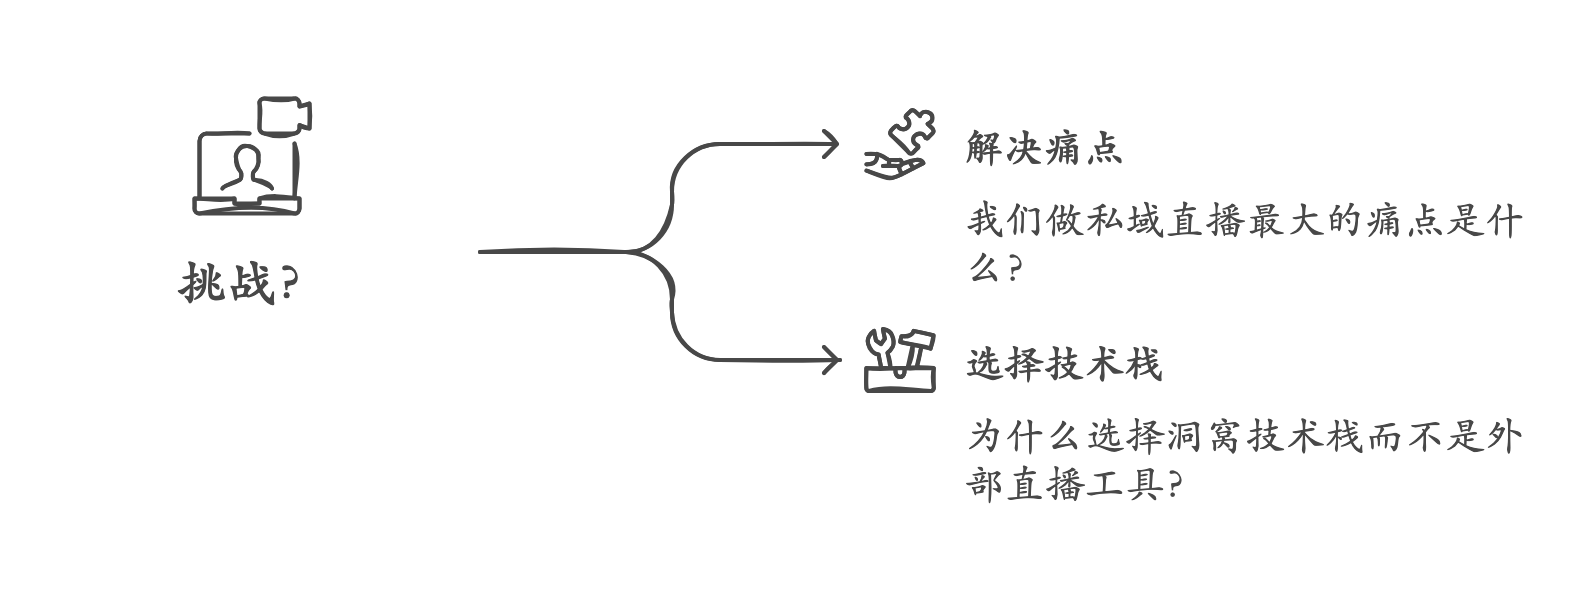 挑战?
解决痛点
我们做私域直播最大的痛点是什
么?
选择技术栈
为什么选择洞窝技术栈而不是外
部直播工具?